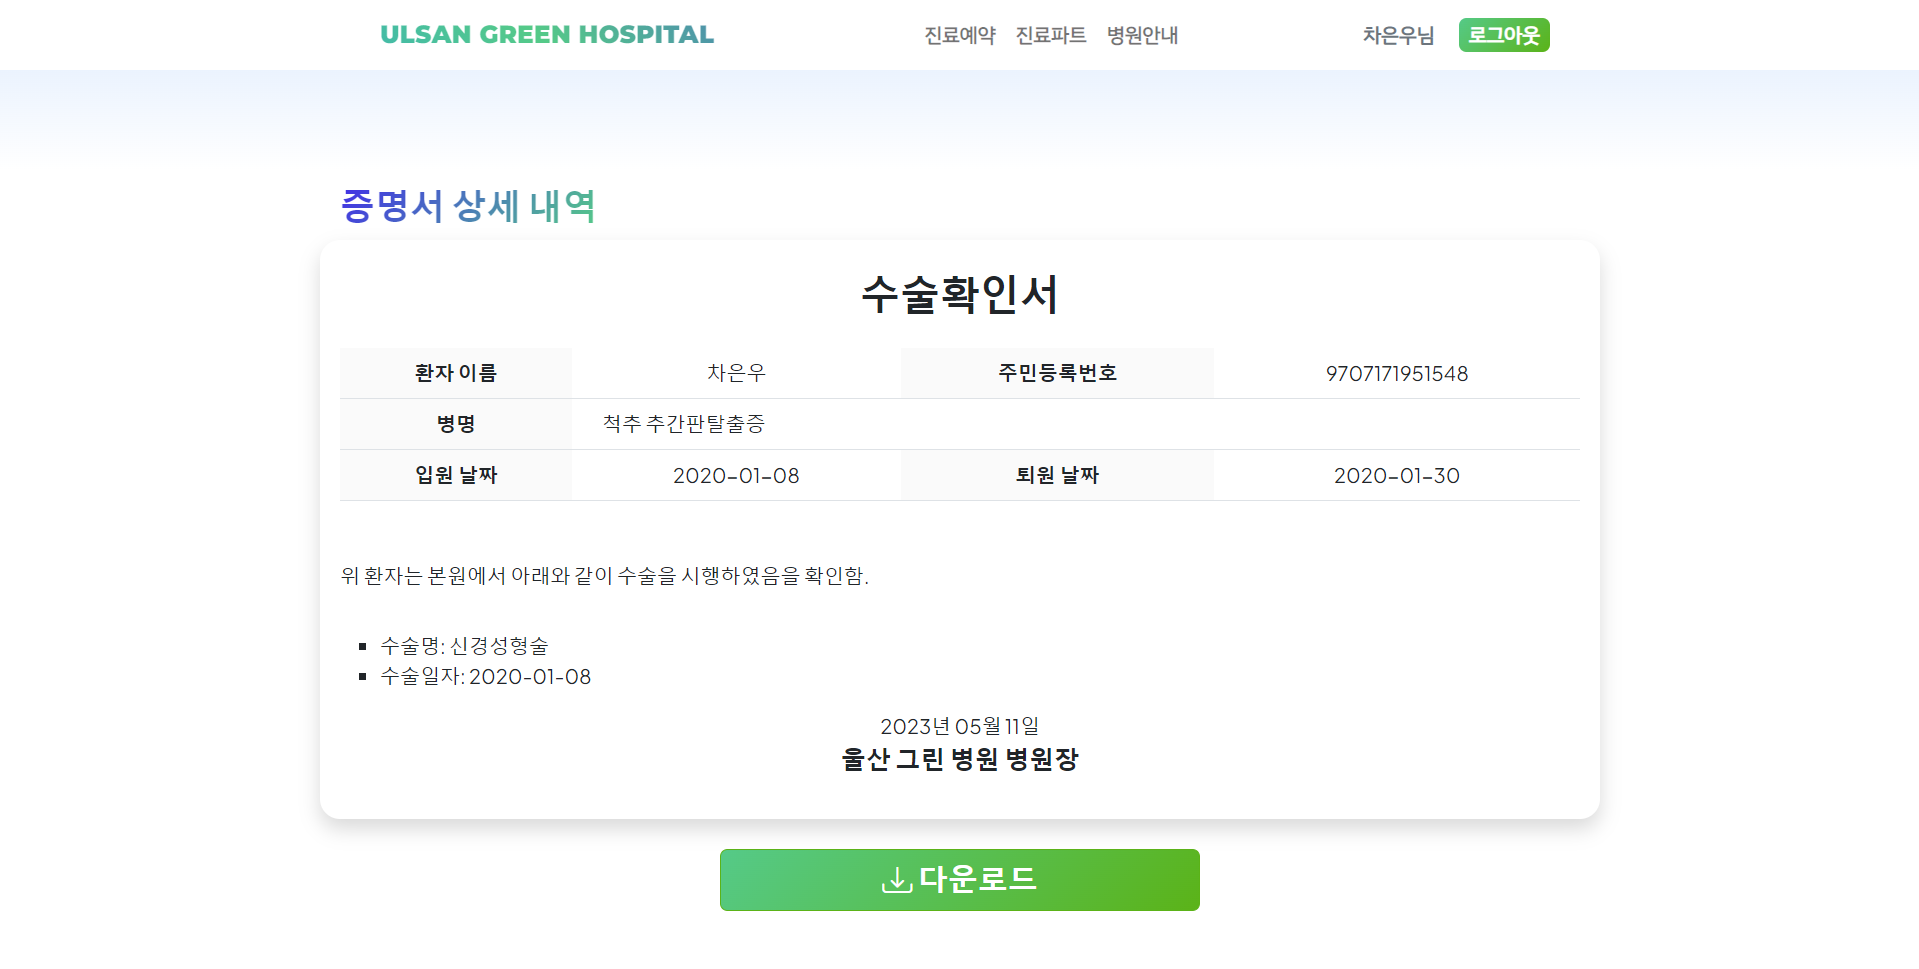 ULSAN GREEN HOSPITAL 진료예약 진료파트 병원안내 차은우님 로그아웃
증명서 상세 내역
수술확인서
환자 이름 차은우 주민등록번호 9707171951548
병명 척추 추간판탈출증
입원 날짜 2020-01-08 퇴원 날짜 2020-01-30
위 환자는 본원에서 아래와 같이 수술을 시행하였음을 확인함.
▪ 수술명: 신경성형술
▪ 수술일자: 2020-01-08
2023년 05월 11일
울산 그린 병원 병원장
다운로드